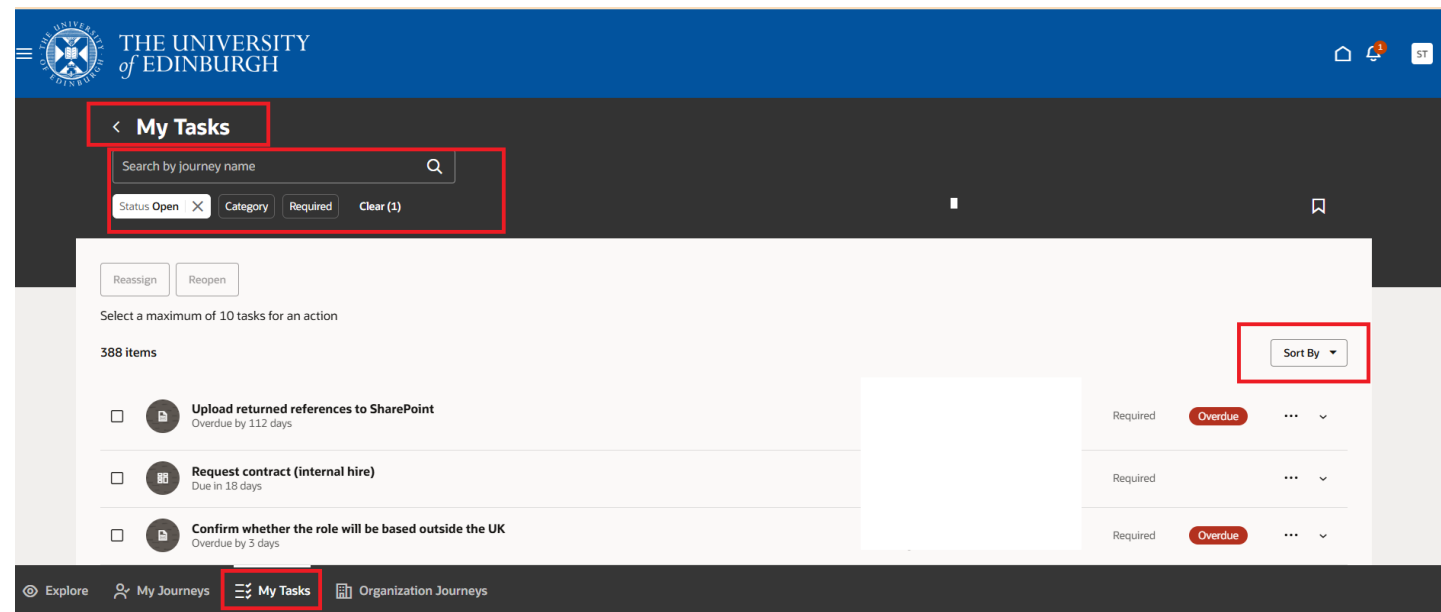 THE UNIVERSITY
of EDINBURGH
1
ST
My Tasks
Search by journey name
Status Open
Category
Required
Clear (1)
Reassign
Reopen
Select a maximum of 10 tasks for an action
388 items
Sort By
Upload returned references to SharePoint
Overdue by 112 days
Required
Overdue
Request contract (internal hire)
Due in 18 days
Required
Confirm whether the role will be based outside the UK
Overdue by 3 days
Required
Overdue
Explore
My Journeys
My Tasks
Organization Journeys